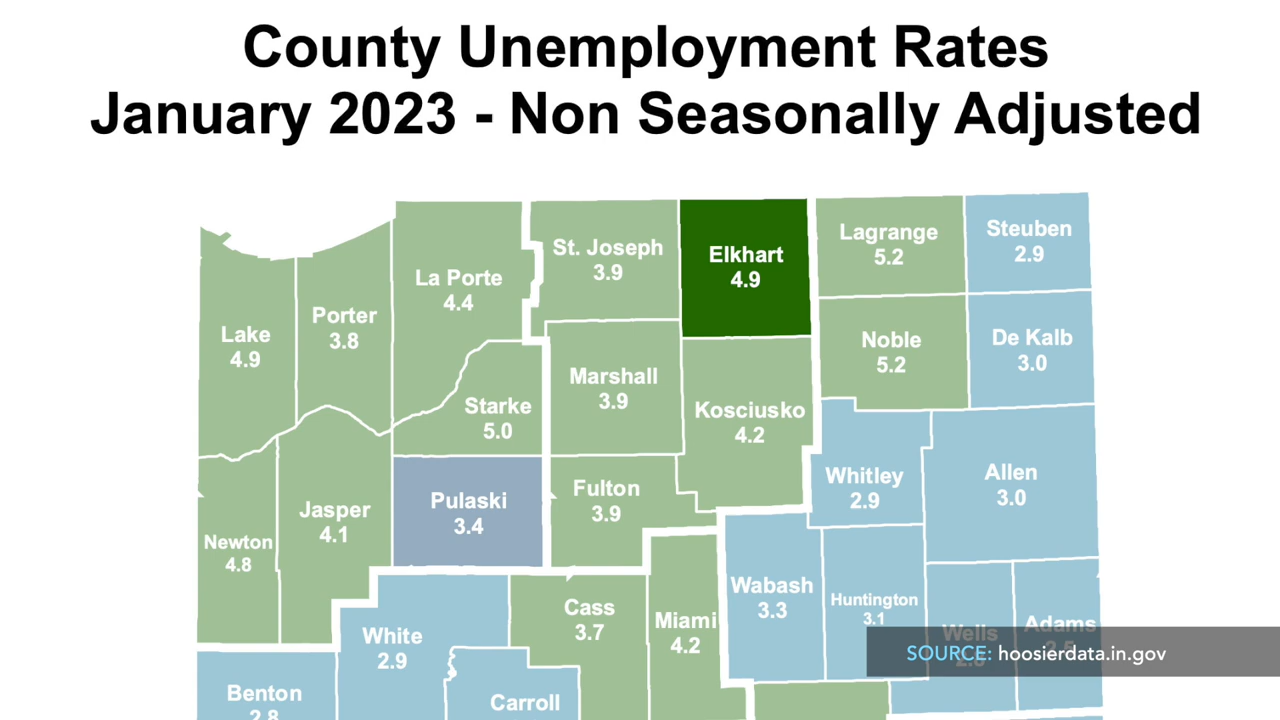 County Unemployment Rates
January 2023 - Non Seasonally Adjusted
Lake
4.9
Porter
3.8
La Porte
4.4
St. Joseph
3.9
Elkhart
4.9
Lagrange
5.2
Steuben
2.9
Starke
5.0
Marshall
3.9
Kosciusko
4.2
Noble
5.2
De Kalb
3.0
Newton
4.8
Jasper
4.1
Pulaski
3.4
Fulton
3.9
Whitley
2.9
Allen
3.0
White
2.9
Cass
3.7
Miami
4.2
Wabash
3.3
Huntington
3.1
Wells
Adams
Benton
2.8
Carroll
SOURCE: hoosierdata.in.gov